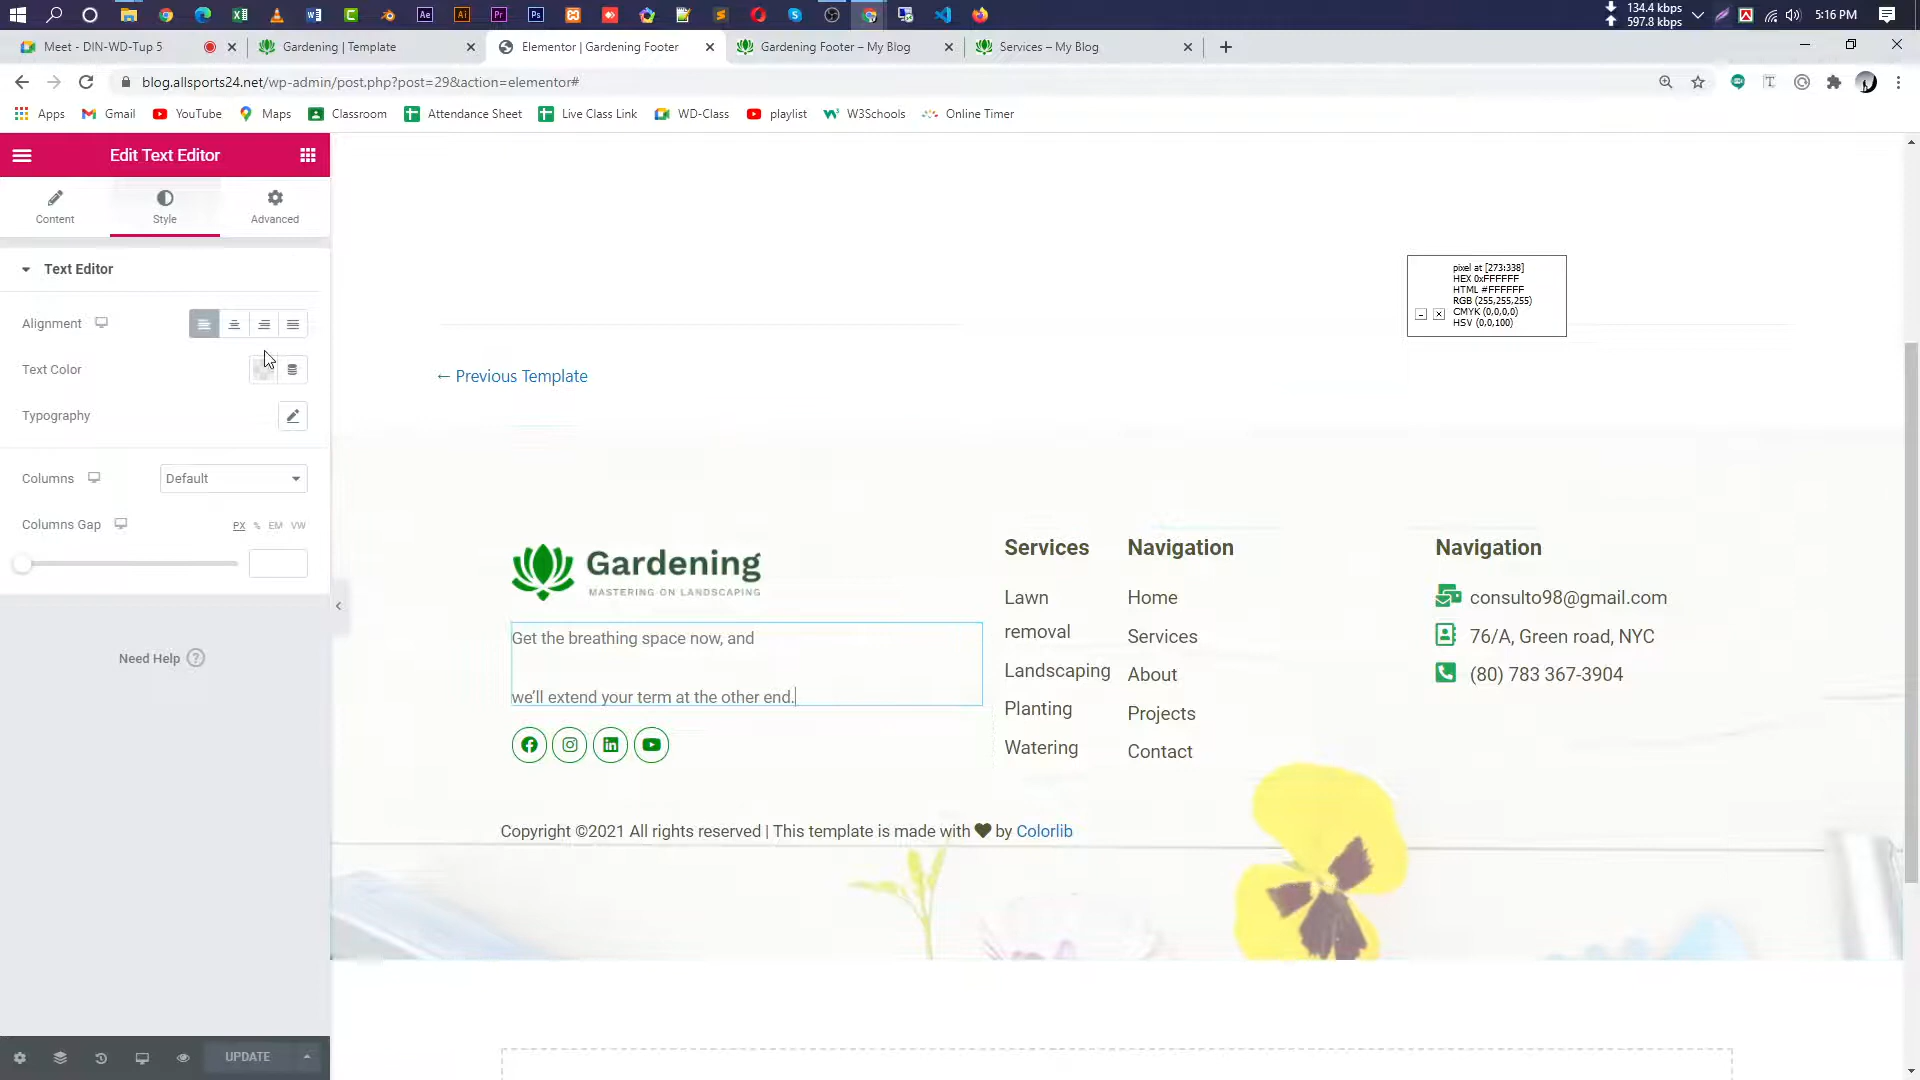 134.4 kbps
597.8 kbps
5:16 PM
Meet - DIN-WD-Tup 5
Gardening | Template
Elementor | Gardening Footer
Gardening Footer – My Blog
Services – My Blog
blog.allsports24.net/wp-admin/post.php?post=29&action=elementor#
Apps
Gmail
YouTube
Maps
Classroom
Attendance Sheet
Live Class Link
WD-Class
playlist
W3Schools
Online Timer
Edit Text Editor
Content
Style
Advanced
Text Editor
Alignment
Text Color
Typography
Columns
Default
Columns Gap
PX % EM VW
Need Help ?
UPDATE
pixel at [273:338]
HEX 0xFFFFFF
HTML #FFFFFF
RGB (255,255,255)
CMYK (0,0,0,0)
HSV (0,0,100)
← Previous Template
Gardening
MASTERING ON LANDSCAPING
Get the breathing space now, and
we'll extend your term at the other end.
Services
Lawn
removal
Landscaping
Planting
Watering
Navigation
Home
Services
About
Projects
Contact
Navigation
consulto98@gmail.com
76/A, Green road, NYC
(80) 783 367-3904
Copyright ©2021 All rights reserved | This template is made with ♥ by Colorlib